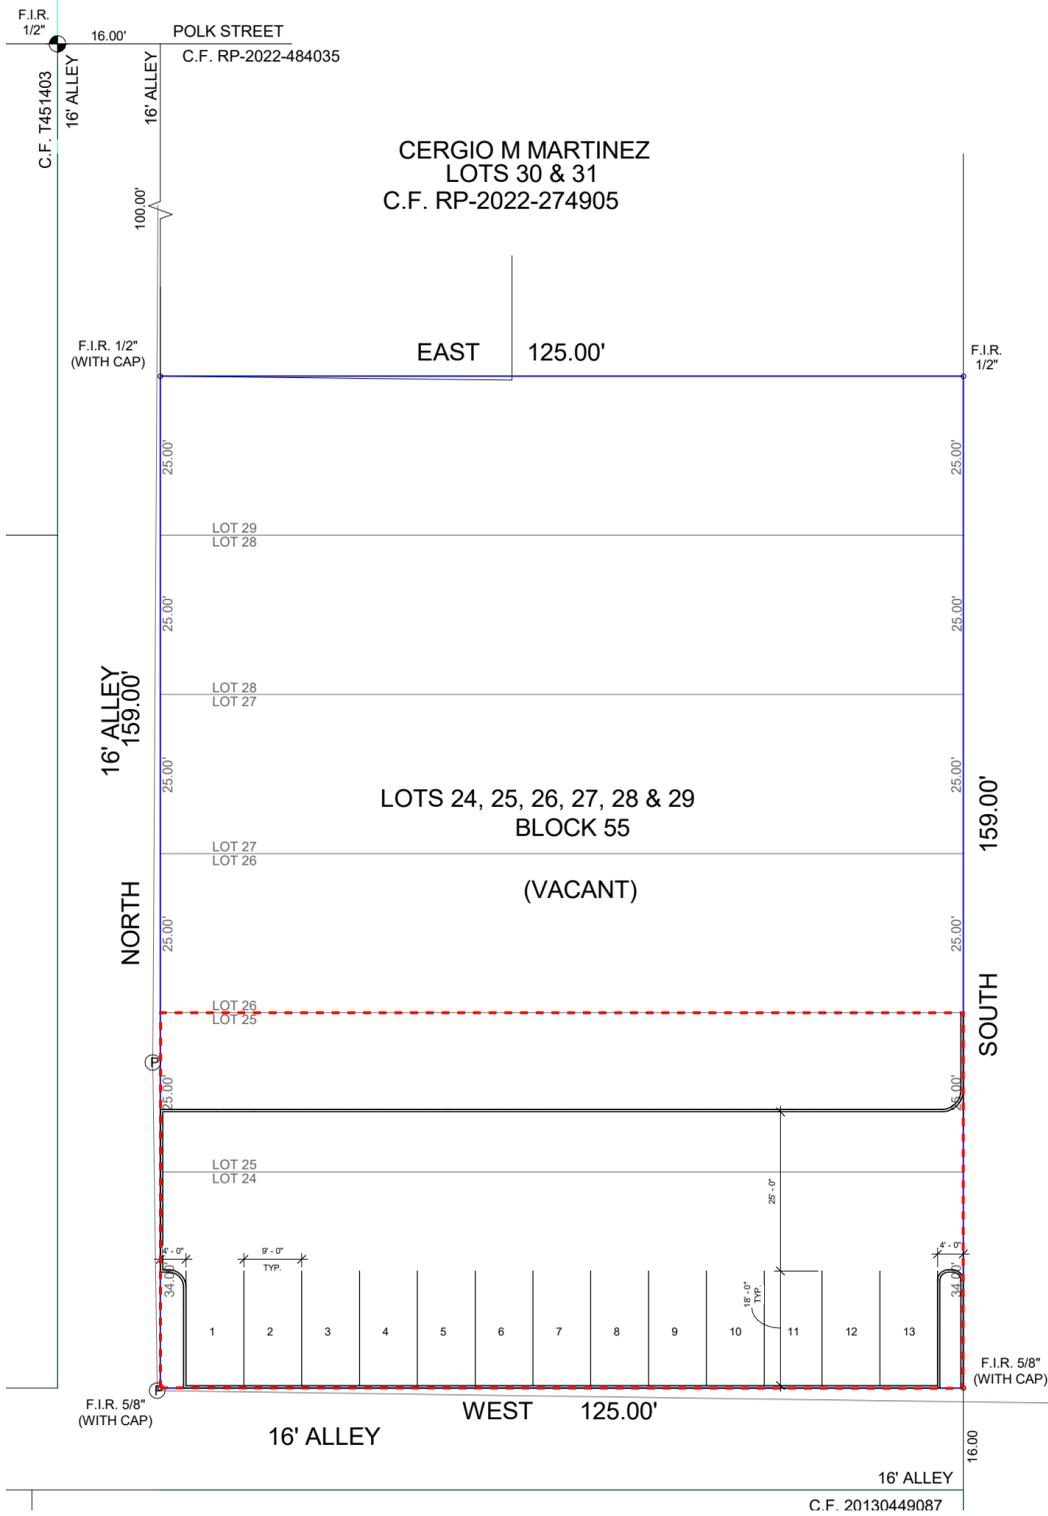 F.I.R.
1/2"
16.00'
POLK STREET
C.F. RP-2022-484035
C.F. T451403
16' ALLEY
16' ALLEY
100.00'
CERGIO M MARTINEZ
LOTS 30 & 31
C.F. RP-2022-274905
F.I.R. 1/2"
(WITH CAP)
EAST 125.00'
F.I.R.
1/2"
25.00'
25.00'
LOT 29
LOT 28
25.00'
25.00'
16' ALLEY
159.00'
LOT 28
LOT 27
25.00'
25.00'
LOTS 24, 25, 26, 27, 28 & 29
BLOCK 55
159.00'
LOT 27
LOT 26
(VACANT)
NORTH
25.00'
25.00'
SOUTH
LOT 26
LOT 25
P
25.00'
25.00'
LOT 25
LOT 24
25' - 0"
4' - 0"
9' - 0"
TYP.
4' - 0"
34.00'
34.00'
18' - 0"
TYP.
1 2 3 4 5 6 7 8 9 10 11 12 13
P
F.I.R. 5/8"
(WITH CAP)
F.I.R. 5/8"
(WITH CAP)
WEST 125.00'
16' ALLEY
16.00
16' ALLEY
C.F. 20130449087